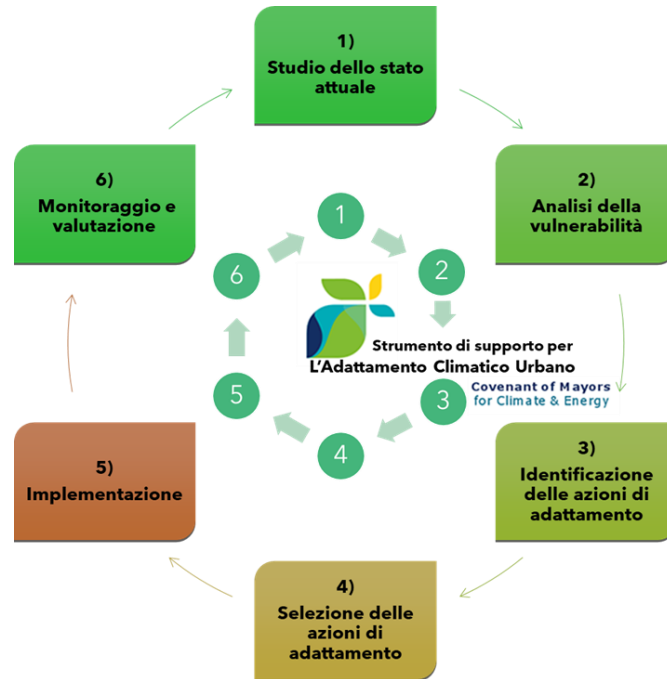 1)
Studio dello stato
attuale
2)
Analisi della
vulnerabilità
3)
Identificazione
delle azioni di
adattamento
4)
Selezione delle
azioni di
adattamento
5)
Implementazione
6)
Monitoraggio e
valutazione
1
2
3
4
5
6
Strumento di supporto per
L'Adattamento Climatico Urbano
Covenant of Mayors
for Climate & Energy